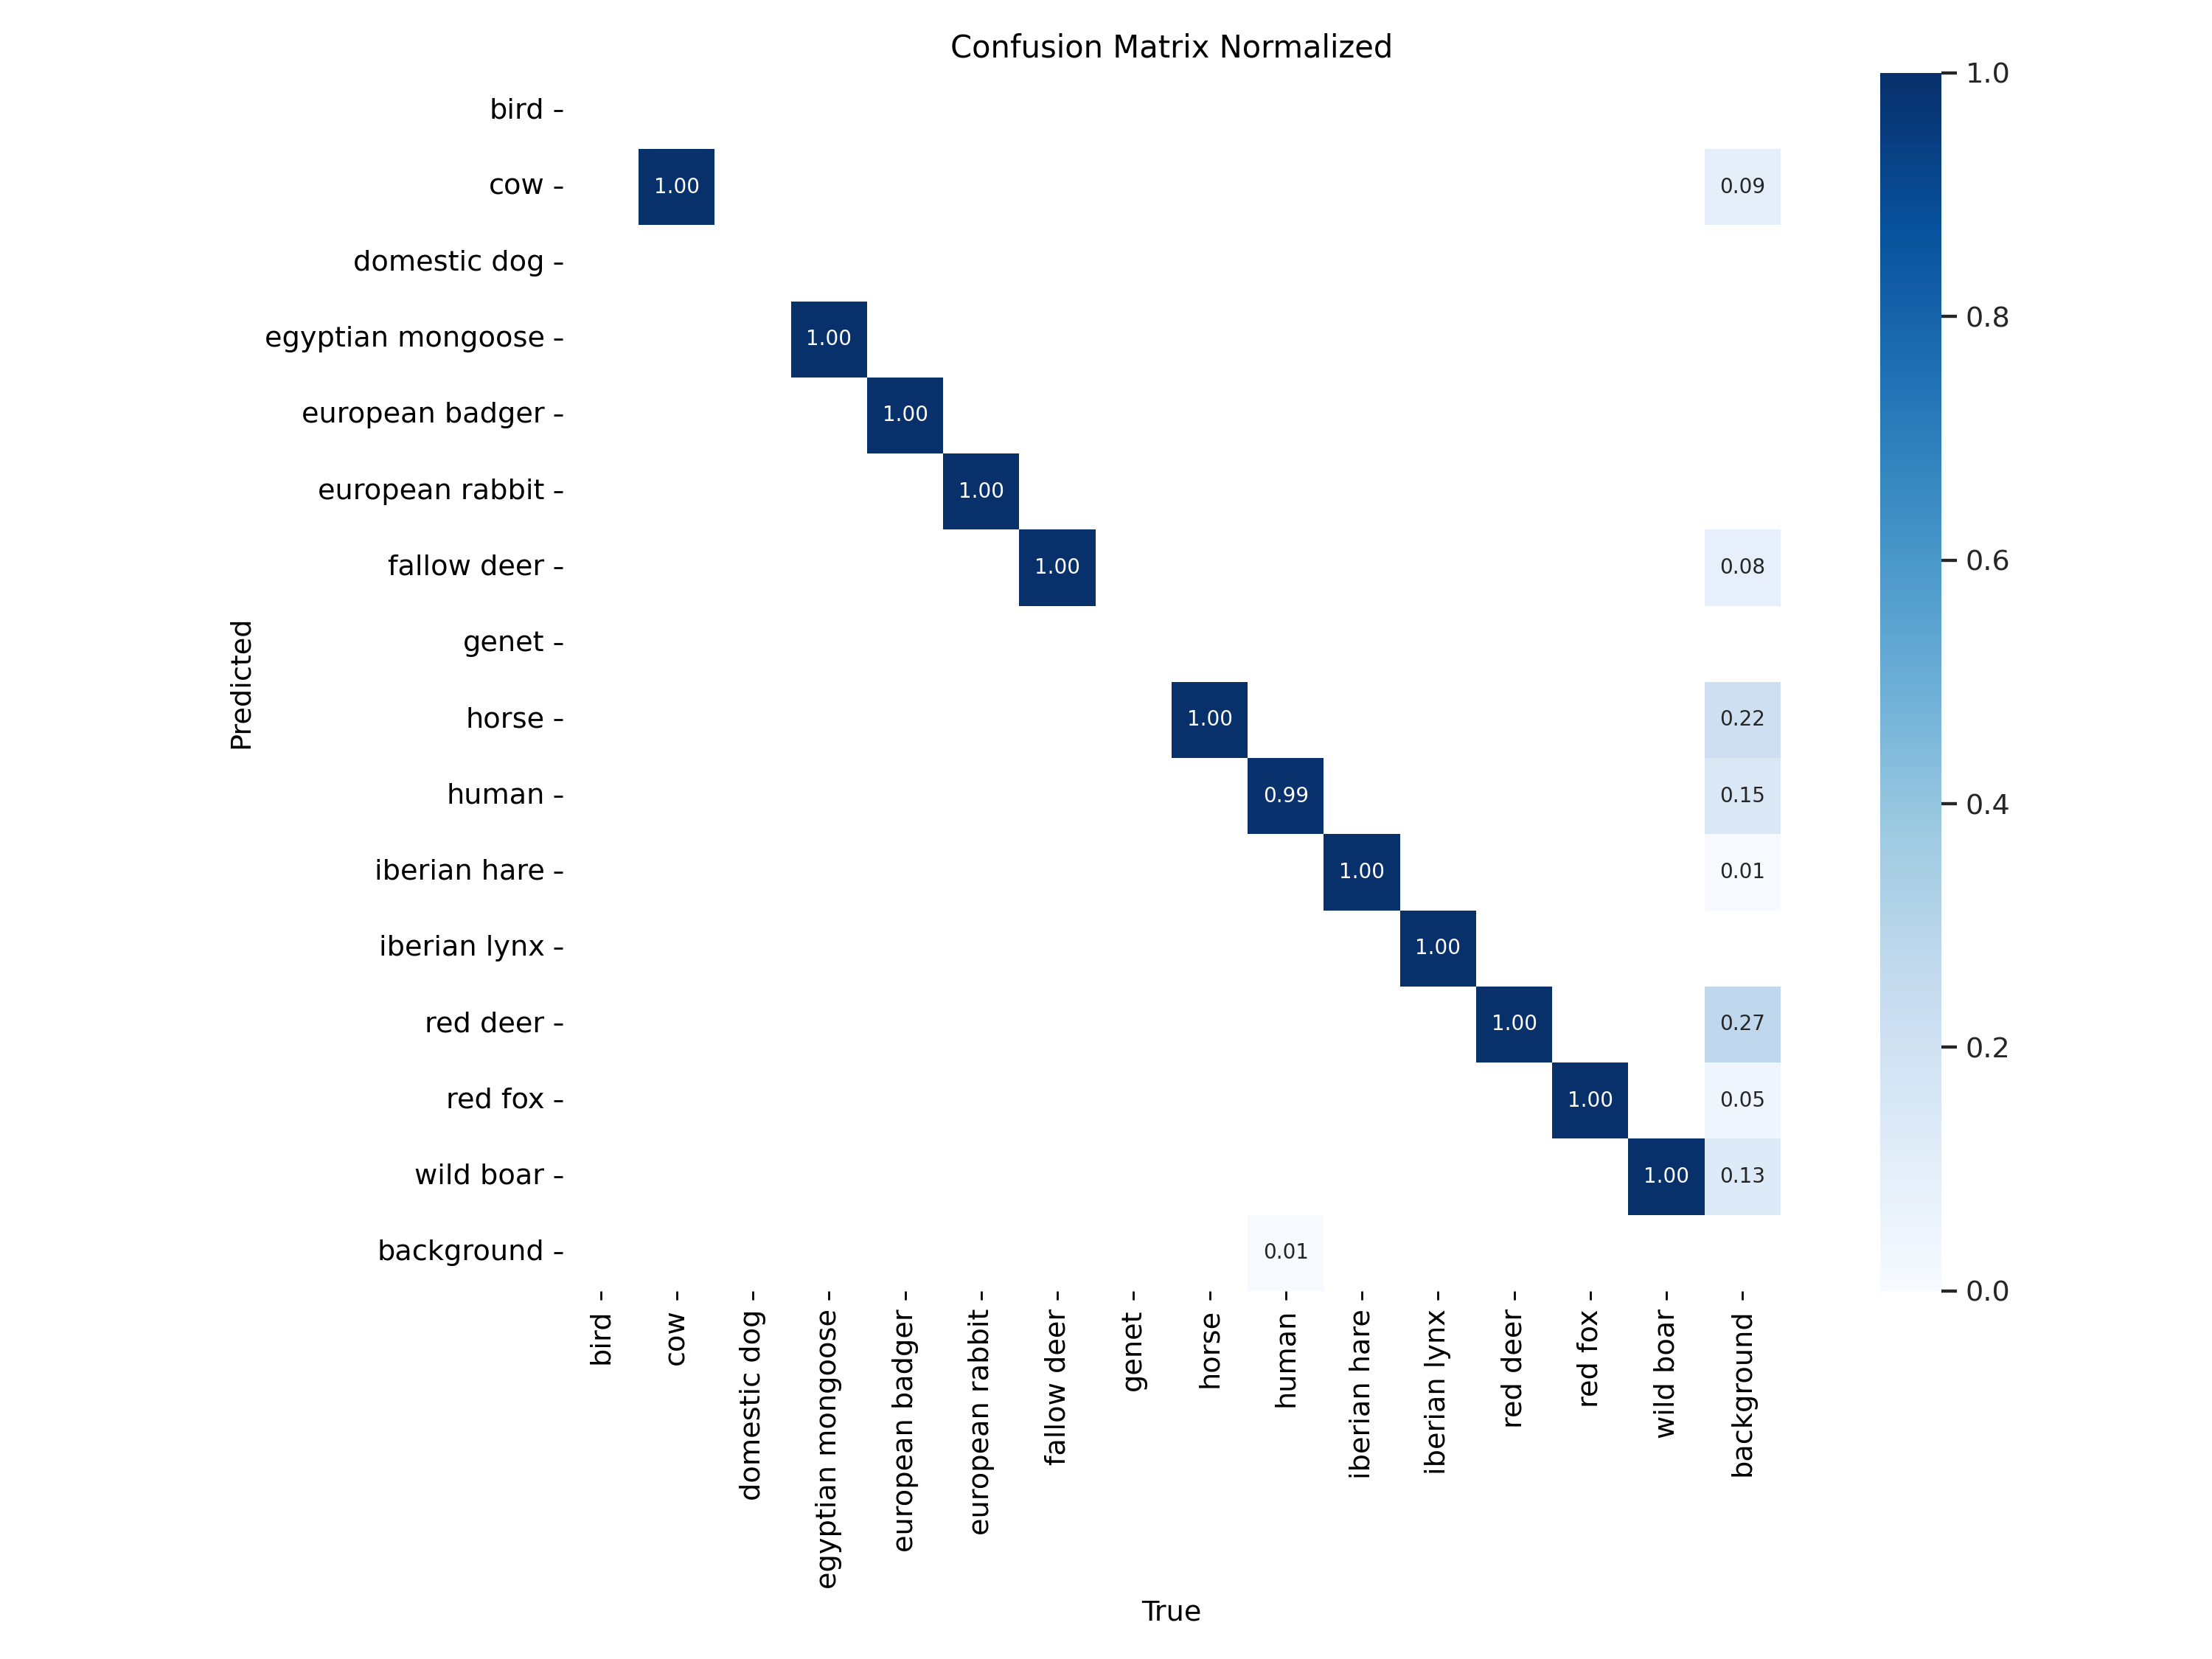 Confusion Matrix Normalized
1.0
bird
cow
1.00
0.09
domestic dog
0.8
egyptian mongoose
1.00
european badger
1.00
european rabbit
1.00
fallow deer
1.00
0.08
0.6
genet
Predicted
horse
1.00
0.22
human
0.99
0.15
0.4
iberian hare
1.00
0.01
iberian lynx
1.00
red deer
1.00
0.27
0.2
red fox
1.00
0.05
wild boar
1.00
0.13
background
0.01
0.0
bird
cow
domestic dog
egyptian mongoose
european badger
european rabbit
fallow deer
genet
horse
human
iberian hare
iberian lynx
red deer
red fox
wild boar
background
True